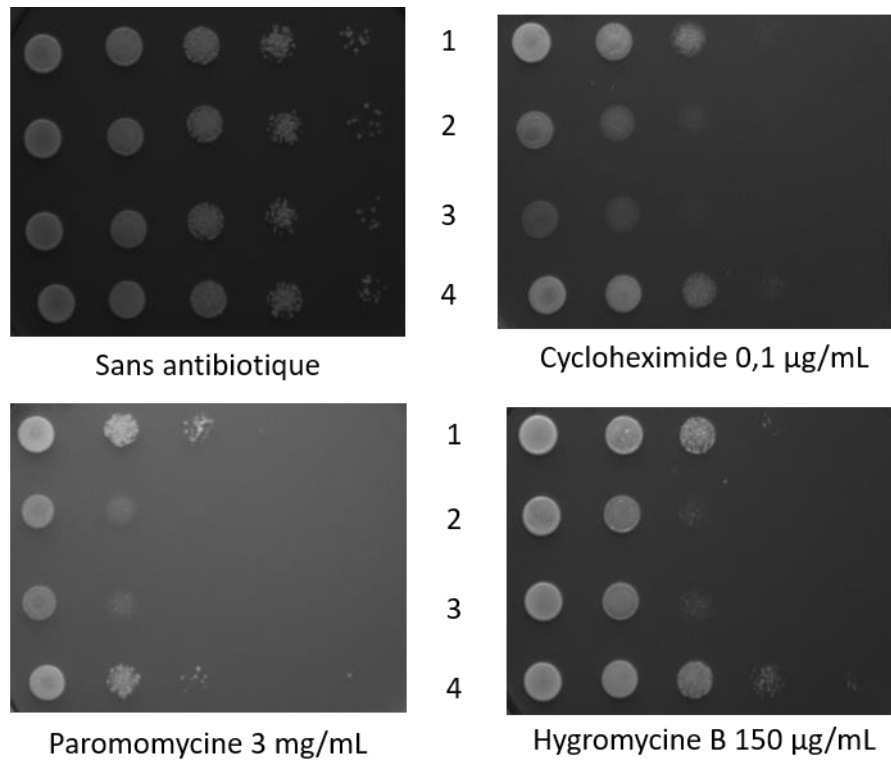 1
2
3
4
Sans antibiotique
Cycloheximide 0,1 µg/mL
1
2
3
4
Paromomycine 3 mg/mL
Hygromycine B 150 µg/mL